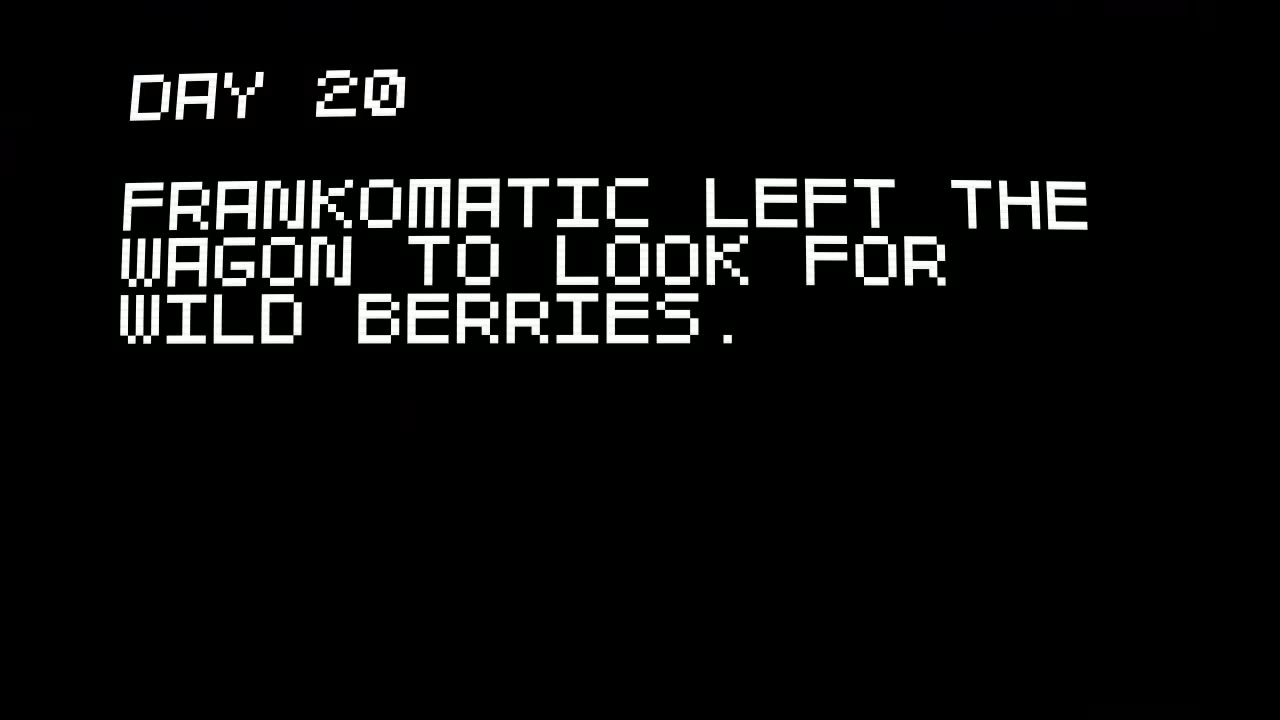 DAY 20
FRANKOMATIC LEFT THE
WAGON TO LOOK FOR
WILD BERRIES.